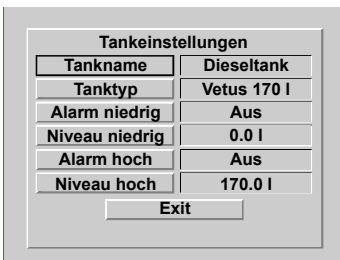 Tankeinstellungen
Tankname Dieseltank
Tanktyp Vetus 170 l
Alarm niedrig Aus
Niveau niedrig 0.0 l
Alarm hoch Aus
Niveau hoch 170.0 l
Exit